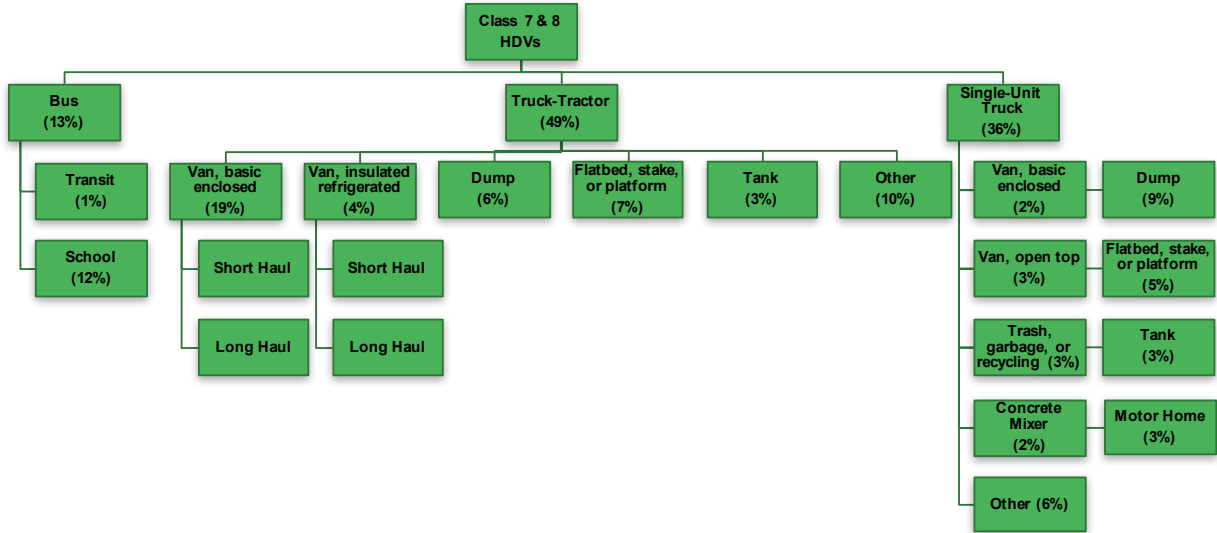 Class 7 & 8
HDVs
Bus
(13%)
Truck-Tractor
(49%)
Single-Unit
Truck
(36%)
Transit
(1%)
School
(12%)
Van, basic
enclosed
(19%)
Short Haul
Long Haul
Van, insulated
refrigerated
(4%)
Short Haul
Long Haul
Dump
(6%)
Flatbed, stake,
or platform
(7%)
Tank
(3%)
Other
(10%)
Van, basic
enclosed
(2%)
Dump
(9%)
Van, open top
(3%)
Flatbed, stake,
or platform
(5%)
Trash,
garbage, or
recycling (3%)
Tank
(3%)
Concrete
Mixer
(2%)
Motor Home
(3%)
Other (6%)